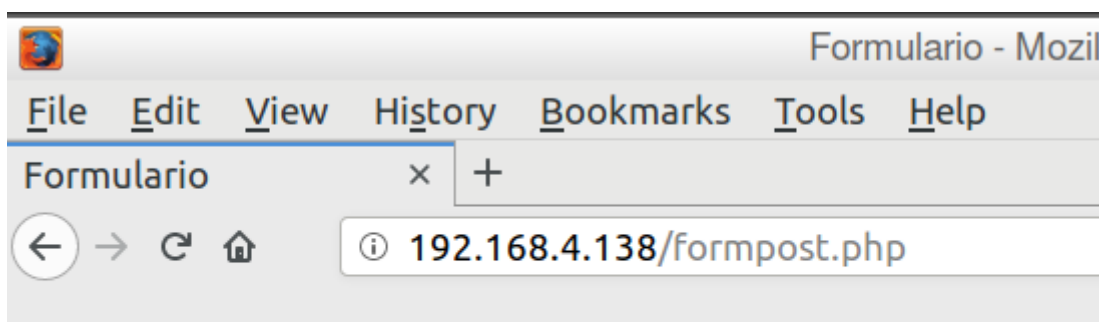 Formulario - Mozil
File Edit View History Bookmarks Tools Help
Formulario × +
192.168.4.138/formpost.php